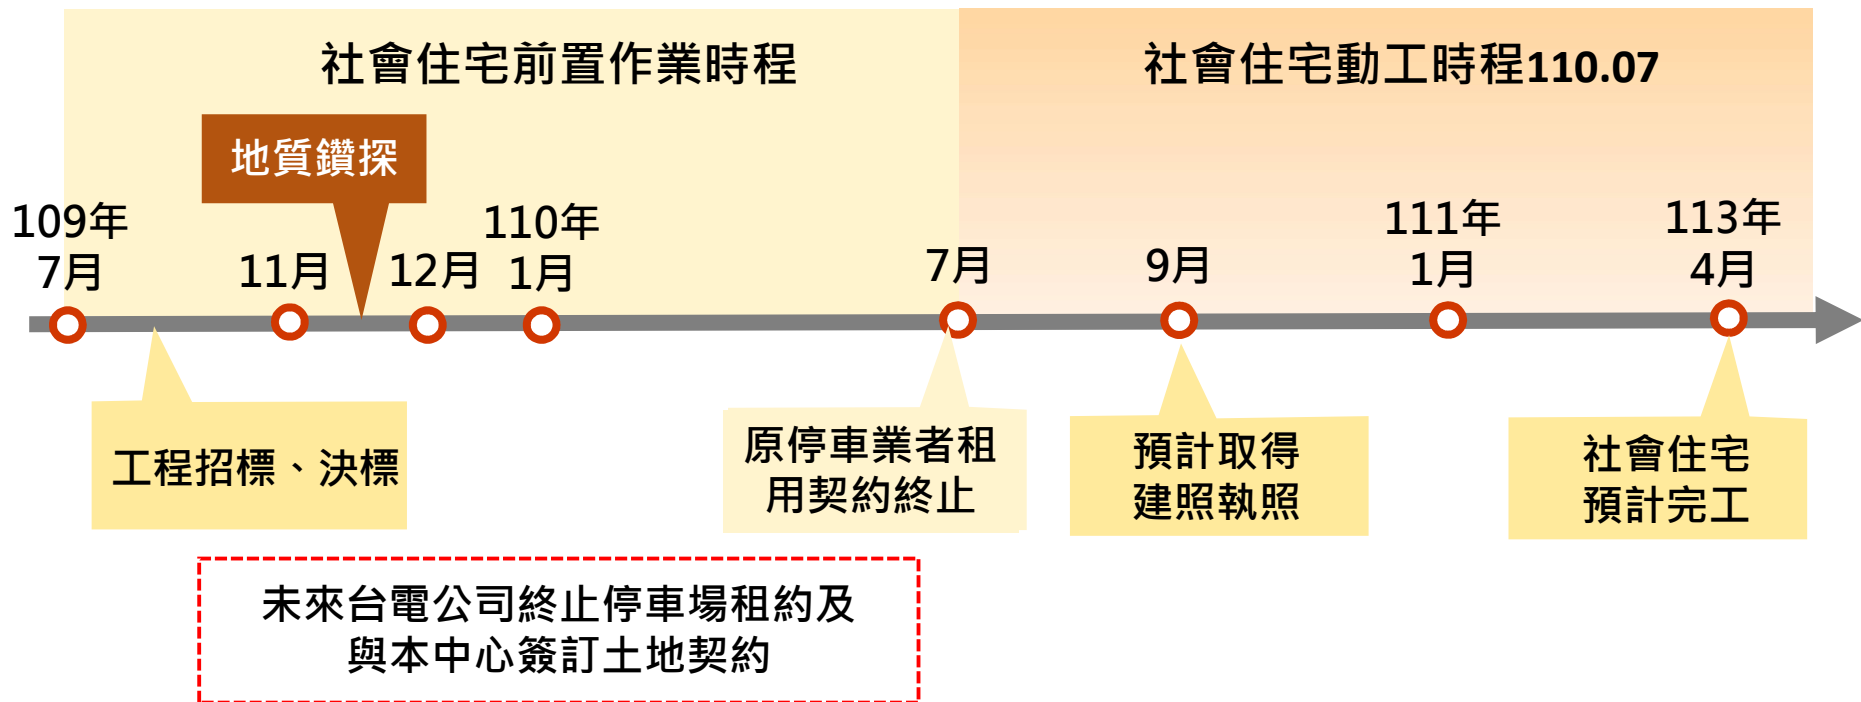 社會住宅前置作業時程
社會住宅動工時程110.07
地質鑽探
109年
7月
11月
12月
110年
1月
7月
9月
111年
1月
113年
4月
工程招標、決標
原停車業者租
用契約終止
預計取得
建照執照
社會住宅
預計完工
未來台電公司終止停車場租約及
與本中心簽訂土地契約